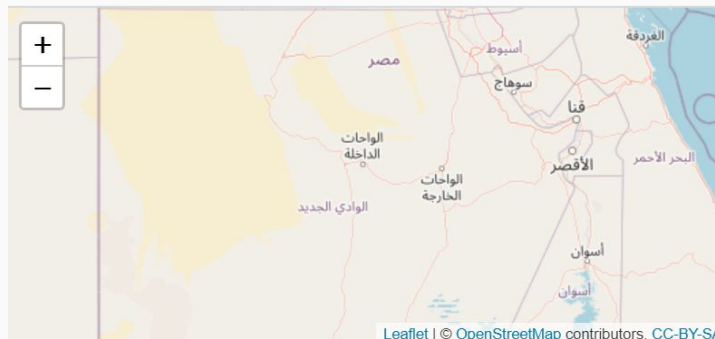 +
−
الغردقة
أسيوط
مصر
سوهاج
قنا
الواحات
الداخلة
الأقصر
البحر الأحمر
الواحات
الخارجة
الوادي الجديد
أسوان
أسوان
Leaflet | © OpenStreetMap contributors, CC-BY-SA